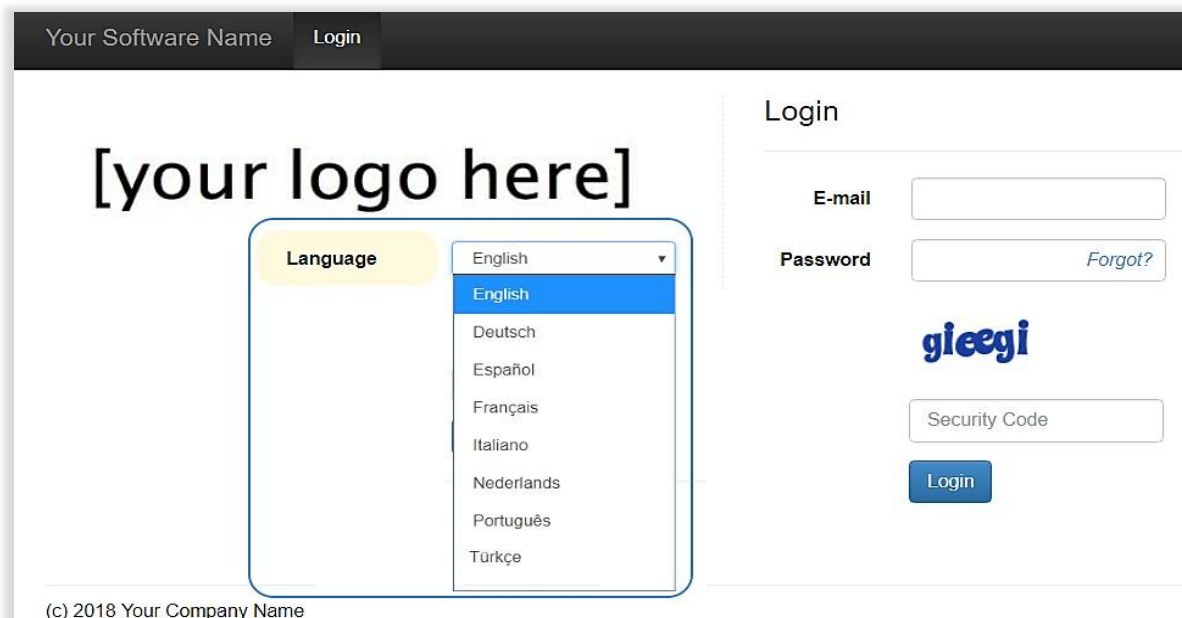 Your Software Name Login
[your logo here]
Language English
English
Deutsch
Español
Français
Italiano
Nederlands
Português
Türkçe
Login
E-mail
Password Forgot?
gieegi
Security Code
Login
(c) 2018 Your Company Name